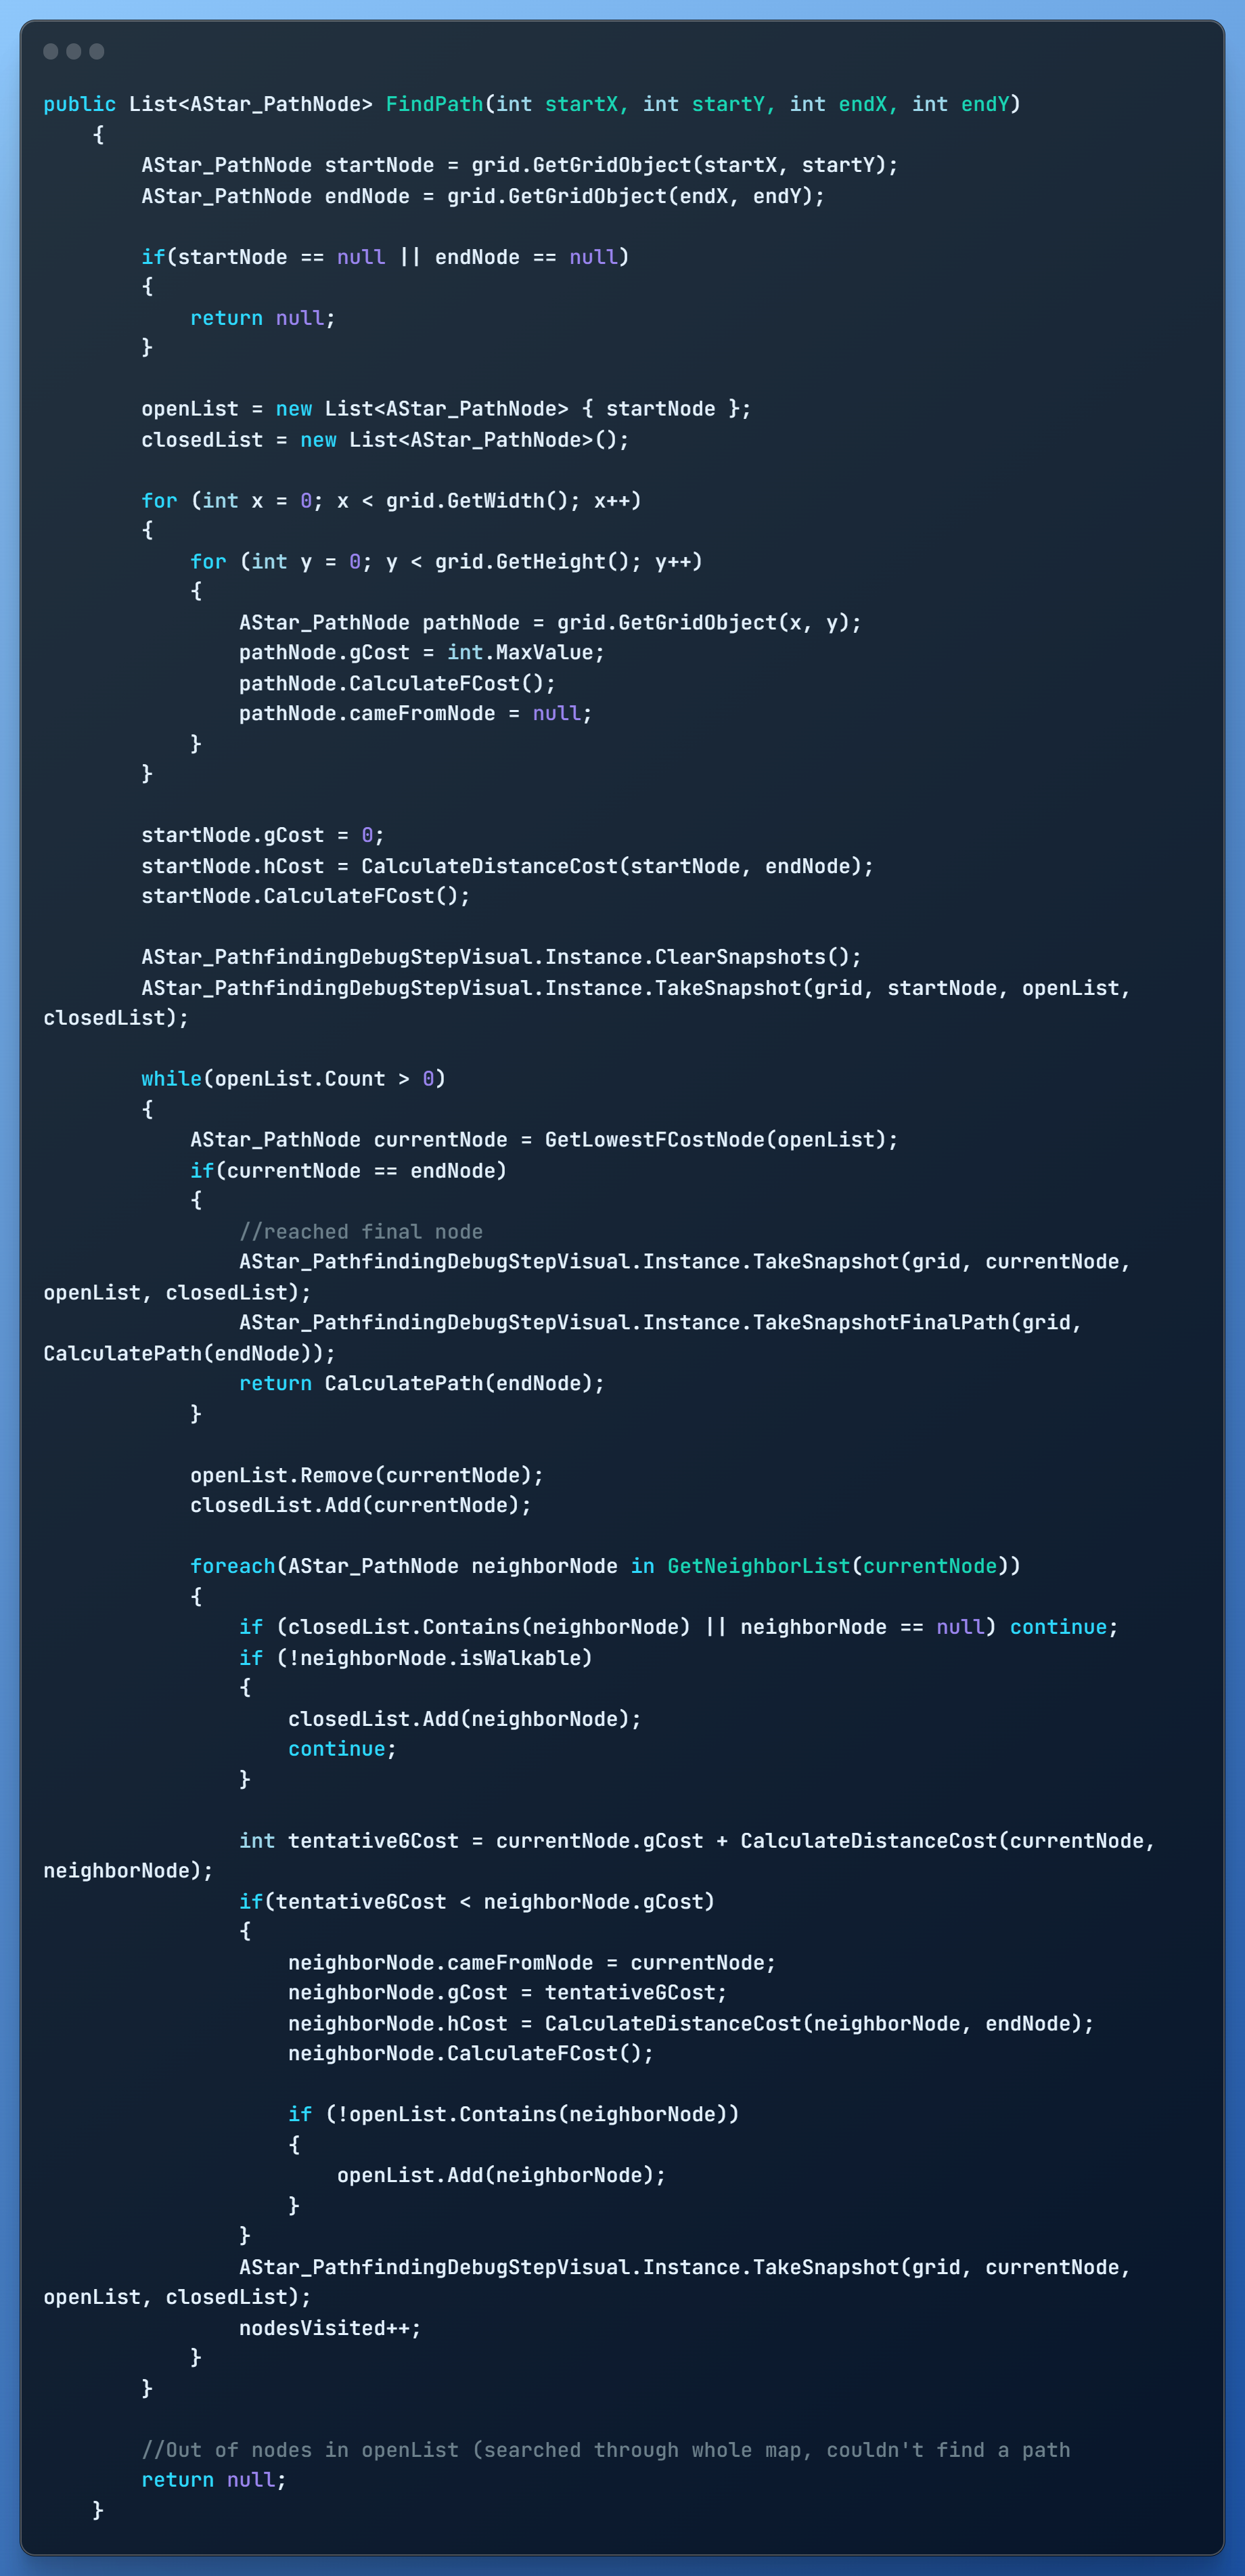 public List<AStar_PathNode> FindPath(int startX, int startY, int endX, int endY)
    {
        AStar_PathNode startNode = grid.GetGridObject(startX, startY);
        AStar_PathNode endNode = grid.GetGridObject(endX, endY);

        if(startNode == null || endNode == null)
        {
            return null;
        }

        openList = new List<AStar_PathNode> { startNode };
        closedList = new List<AStar_PathNode>();

        for (int x = 0; x < grid.GetWidth(); x++)
        {
            for (int y = 0; y < grid.GetHeight(); y++)
            {
                AStar_PathNode pathNode = grid.GetGridObject(x, y);
                pathNode.gCost = int.MaxValue;
                pathNode.CalculateFCost();
                pathNode.cameFromNode = null;
            }
        }

        startNode.gCost = 0;
        startNode.hCost = CalculateDistanceCost(startNode, endNode);
        startNode.CalculateFCost();

        AStar_PathfindingDebugStepVisual.Instance.ClearSnapshots();
        AStar_PathfindingDebugStepVisual.Instance.TakeSnapshot(grid, startNode, openList,
closedList);

        while(openList.Count > 0)
        {
            AStar_PathNode currentNode = GetLowestFCostNode(openList);
            if(currentNode == endNode)
            {
                //reached final node
                AStar_PathfindingDebugStepVisual.Instance.TakeSnapshot(grid, currentNode,
openList, closedList);
                AStar_PathfindingDebugStepVisual.Instance.TakeSnapshotFinalPath(grid,
CalculatePath(endNode));
                return CalculatePath(endNode);
            }

            openList.Remove(currentNode);
            closedList.Add(currentNode);

            foreach(AStar_PathNode neighborNode in GetNeighborList(currentNode))
            {
                if (closedList.Contains(neighborNode) || neighborNode == null) continue;
                if (!neighborNode.isWalkable)
                {
                    closedList.Add(neighborNode);
                    continue;
                }

                int tentativeGCost = currentNode.gCost + CalculateDistanceCost(currentNode,
neighborNode);
                if(tentativeGCost < neighborNode.gCost)
                {
                    neighborNode.cameFromNode = currentNode;
                    neighborNode.gCost = tentativeGCost;
                    neighborNode.hCost = CalculateDistanceCost(neighborNode, endNode);
                    neighborNode.CalculateFCost();

                    if (!openList.Contains(neighborNode))
                    {
                        openList.Add(neighborNode);
                    }
                }
                AStar_PathfindingDebugStepVisual.Instance.TakeSnapshot(grid, currentNode,
openList, closedList);
                nodesVisited++;
            }
        }

        //Out of nodes in openList (searched through whole map, couldn't find a path
        return null;
    }